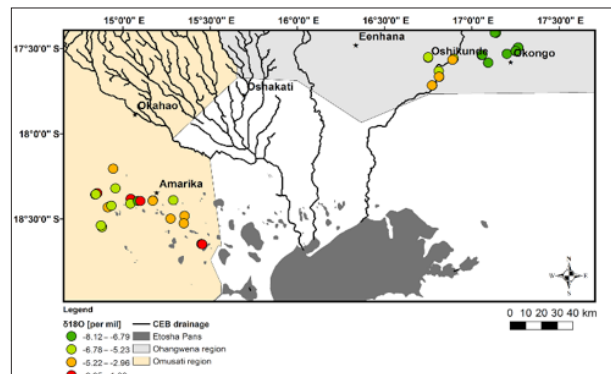 15°0'0"E 15°30'0"E 16°0'0"E 16°30'0"E 17°0'0"E 17°30'0"E
17°30'0"S
Eenhana
Oshikunde
Okongo
Oshakati
Okahao
18°0'0"S
Amarika
18°30'0"S
N
W E
S
Legend
δ18O [per mil] CEB drainage
-8.12 – -6.79 Etosha Pans
-6.78 – -5.23 Ohangwena region
-5.22 – -2.96 Omusati region
0 10 20 30 40 km